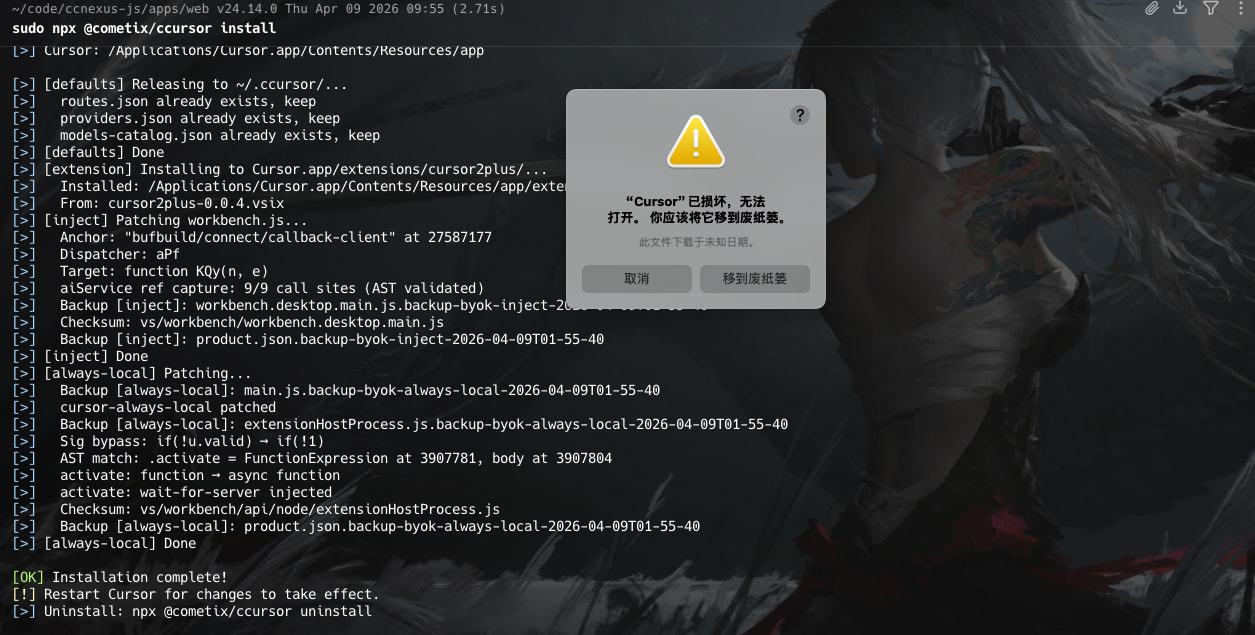 ~/code/ccnexus-js/apps/web v24.14.0 Thu Apr 09 2026 09:55 (2.71s)
sudo npx @cometix/ccursor install
[>] Cursor: /Applications/Cursor.app/Contents/Resources/app
[>] [defaults] Releasing to ~/.ccursor/...
[>]   routes.json already exists, keep
[>]   providers.json already exists, keep
[>]   models-catalog.json already exists, keep
[>] [defaults] Done
[>] [extension] Installing to Cursor.app/extensions/cursor2plus/...
[>]   Installed: /Applications/Cursor.app/Contents/Resources/app/exte
[>]   From: cursor2plus-0.0.4.vsix
[>] [inject] Patching workbench.js...
[>]   Anchor: "bufbuild/connect/callback-client" at 27587177
[>]   Dispatcher: aPf
[>]   Target: function KQy(n, e)
[>]   aiService ref capture: 9/9 call sites (AST validated)
[>]   Backup [inject]: workbench.desktop.main.js.backup-byok-inject-2
[>]   Checksum: vs/workbench/workbench.desktop.main.js
[>]   Backup [inject]: product.json.backup-byok-inject-2026-04-09T01-55-40
[>] [inject] Done
[>] [always-local] Patching...
[>]   Backup [always-local]: main.js.backup-byok-always-local-2026-04-09T01-55-40
[>]   cursor-always-local patched
[>]   Backup [always-local]: extensionHostProcess.js.backup-byok-always-local-2026-04-09T01-55-40
[>]   Sig bypass: if(!u.valid) → if(!1)
[>]   AST match: .activate = FunctionExpression at 3907781, body at 3907804
[>]   activate: function → async function
[>]   activate: wait-for-server injected
[>]   Checksum: vs/workbench/api/node/extensionHostProcess.js
[>]   Backup [always-local]: product.json.backup-byok-always-local-2026-04-09T01-55-40
[>] [always-local] Done
[OK] Installation complete!
[!] Restart Cursor for changes to take effect.
[>] Uninstall: npx @cometix/ccursor uninstall
?
“Cursor”已损坏，无法
打开。 你应该将它移到废纸篓。
此文件下载于未知日期。
取消
移到废纸篓